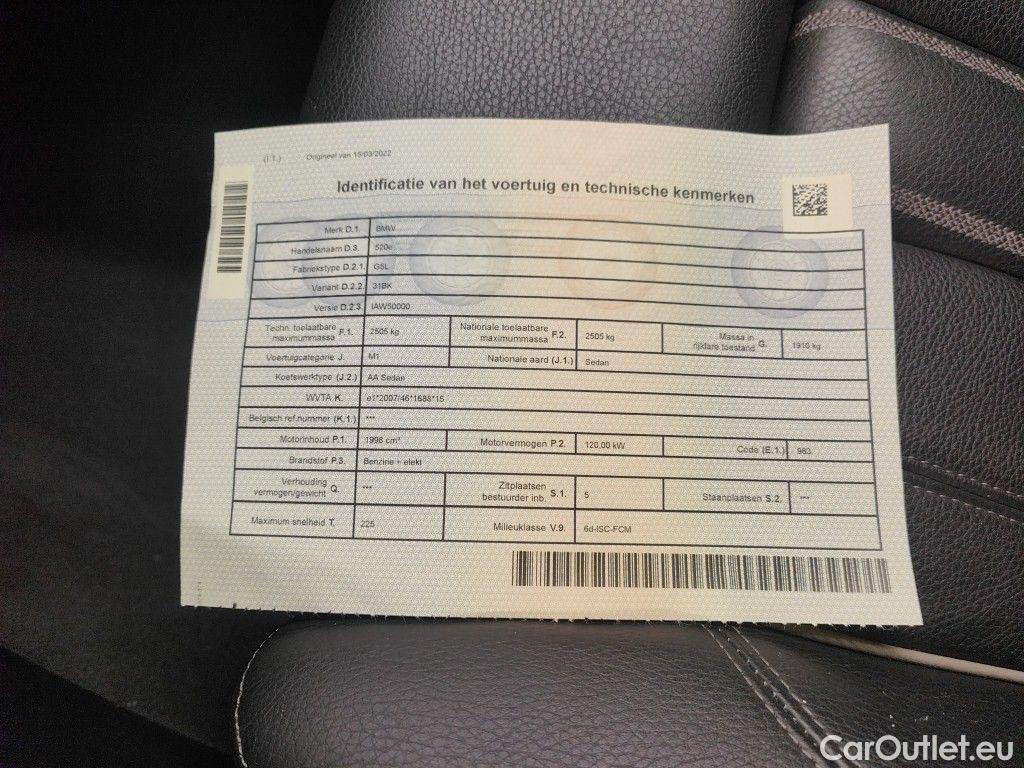 (I.1.) Origineel van 15/03/2022
Identificatie van het voertuig en technische kenmerken
Merk D.1. BMW
Handelsnaam D.3. 520e
Fabriekstype D.2.1. G5L
Variant D.2.2. 31BK
Versie D.2.3. IAW50000
Techn. toelaatbare maximummassa F.1. 2505 kg Nationale toelaatbare maximummassa F.2. 2505 kg Massa in rijklare toestand G. 1910 kg
Voertuigcategorie J. M1 Nationale aard (J.1.) Sedan
Koetswerktype (J.2.) AA Sedan
WVTA K. e1*2007/46*1688*15
Belgisch ref.nummer (K.1.) ***
Motorinhoud P.1. 1998 cm³ Motorvermogen P.2. 120,00 kW Code (E.1.) 963
Brandstof P.3. Benzine + elekt
Verhouding vermogen/gewicht Q. *** Zitplaatsen bestuurder inb. S.1. 5 Staanplaatsen S.2. ***
Maximum snelheid T. 225 Milieuklasse V.9. 6d-ISC-FCM
CarOutlet.eu